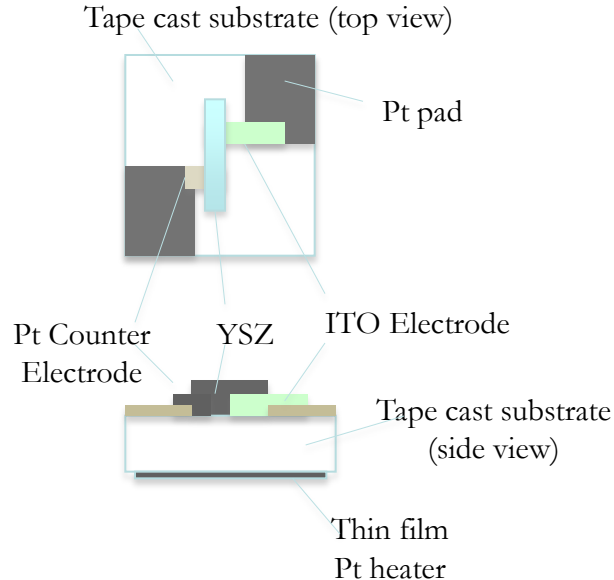 Tape cast substrate (top view)
Pt pad
Pt Counter
Electrode
YSZ
ITO Electrode
Tape cast substrate
(side view)
Thin film
Pt heater